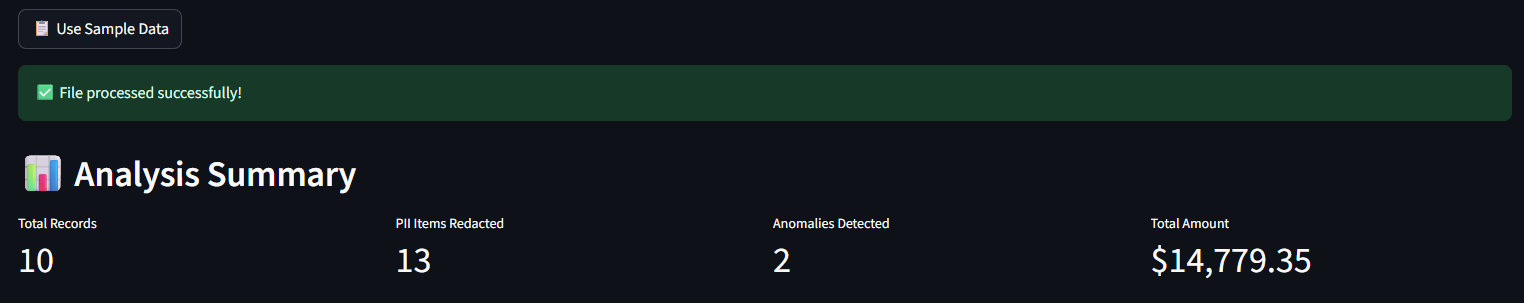 Use Sample Data
File processed successfully!
Analysis Summary
Total Records
10
PII Items Redacted
13
Anomalies Detected
2
Total Amount
$14,779.35